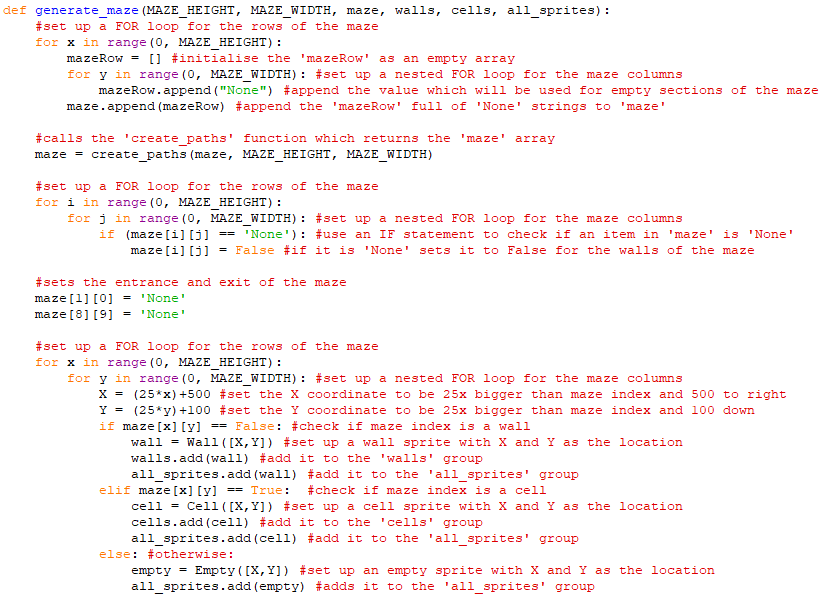 def generate_maze(MAZE_HEIGHT, MAZE_WIDTH, maze, walls, cells, all_sprites):
    #set up a FOR loop for the rows of the maze
    for x in range(0, MAZE_HEIGHT):
        mazeRow = [] #initialise the 'mazeRow' as an empty array
        for y in range(0, MAZE_WIDTH): #set up a nested FOR loop for the maze columns
            mazeRow.append("None") #append the value which will be used for empty sections of the maze
        maze.append(mazeRow) #append the 'mazeRow' full of 'None' strings to 'maze'

    #calls the 'create_paths' function which returns the 'maze' array
    maze = create_paths(maze, MAZE_HEIGHT, MAZE_WIDTH)

    #set up a FOR loop for the rows of the maze
    for i in range(0, MAZE_HEIGHT):
        for j in range(0, MAZE_WIDTH): #set up a nested FOR loop for the maze columns
            if (maze[i][j] == 'None'): #use an IF statement to check if an item in 'maze' is 'None'
                maze[i][j] = False #if it is 'None' sets it to False for the walls of the maze

    #sets the entrance and exit of the maze
    maze[1][0] = 'None'
    maze[8][9] = 'None'

    #set up a FOR loop for the rows of the maze
    for x in range(0, MAZE_HEIGHT):
        for y in range(0, MAZE_WIDTH): #set up a nested FOR loop for the maze columns
            X = (25*x)+500 #set the X coordinate to be 25x bigger than maze index and 500 to right
            Y = (25*y)+100 #set the Y coordinate to be 25x bigger than maze index and 100 down
            if maze[x][y] == False: #check if maze index is a wall
                wall = Wall([X,Y]) #set up a wall sprite with X and Y as the location
                walls.add(wall) #add it to the 'walls' group
                all_sprites.add(wall) #add it to the 'all_sprites' group
            elif maze[x][y] == True:  #check if maze index is a cell
                cell = Cell([X,Y]) #set up a cell sprite with X and Y as the location
                cells.add(cell) #add it to the 'cells' group
                all_sprites.add(cell) #add it to the 'all_sprites' group
            else: #otherwise:
                empty = Empty([X,Y]) #set up an empty sprite with X and Y as the location
                all_sprites.add(empty) #adds it to the 'all_sprites' group